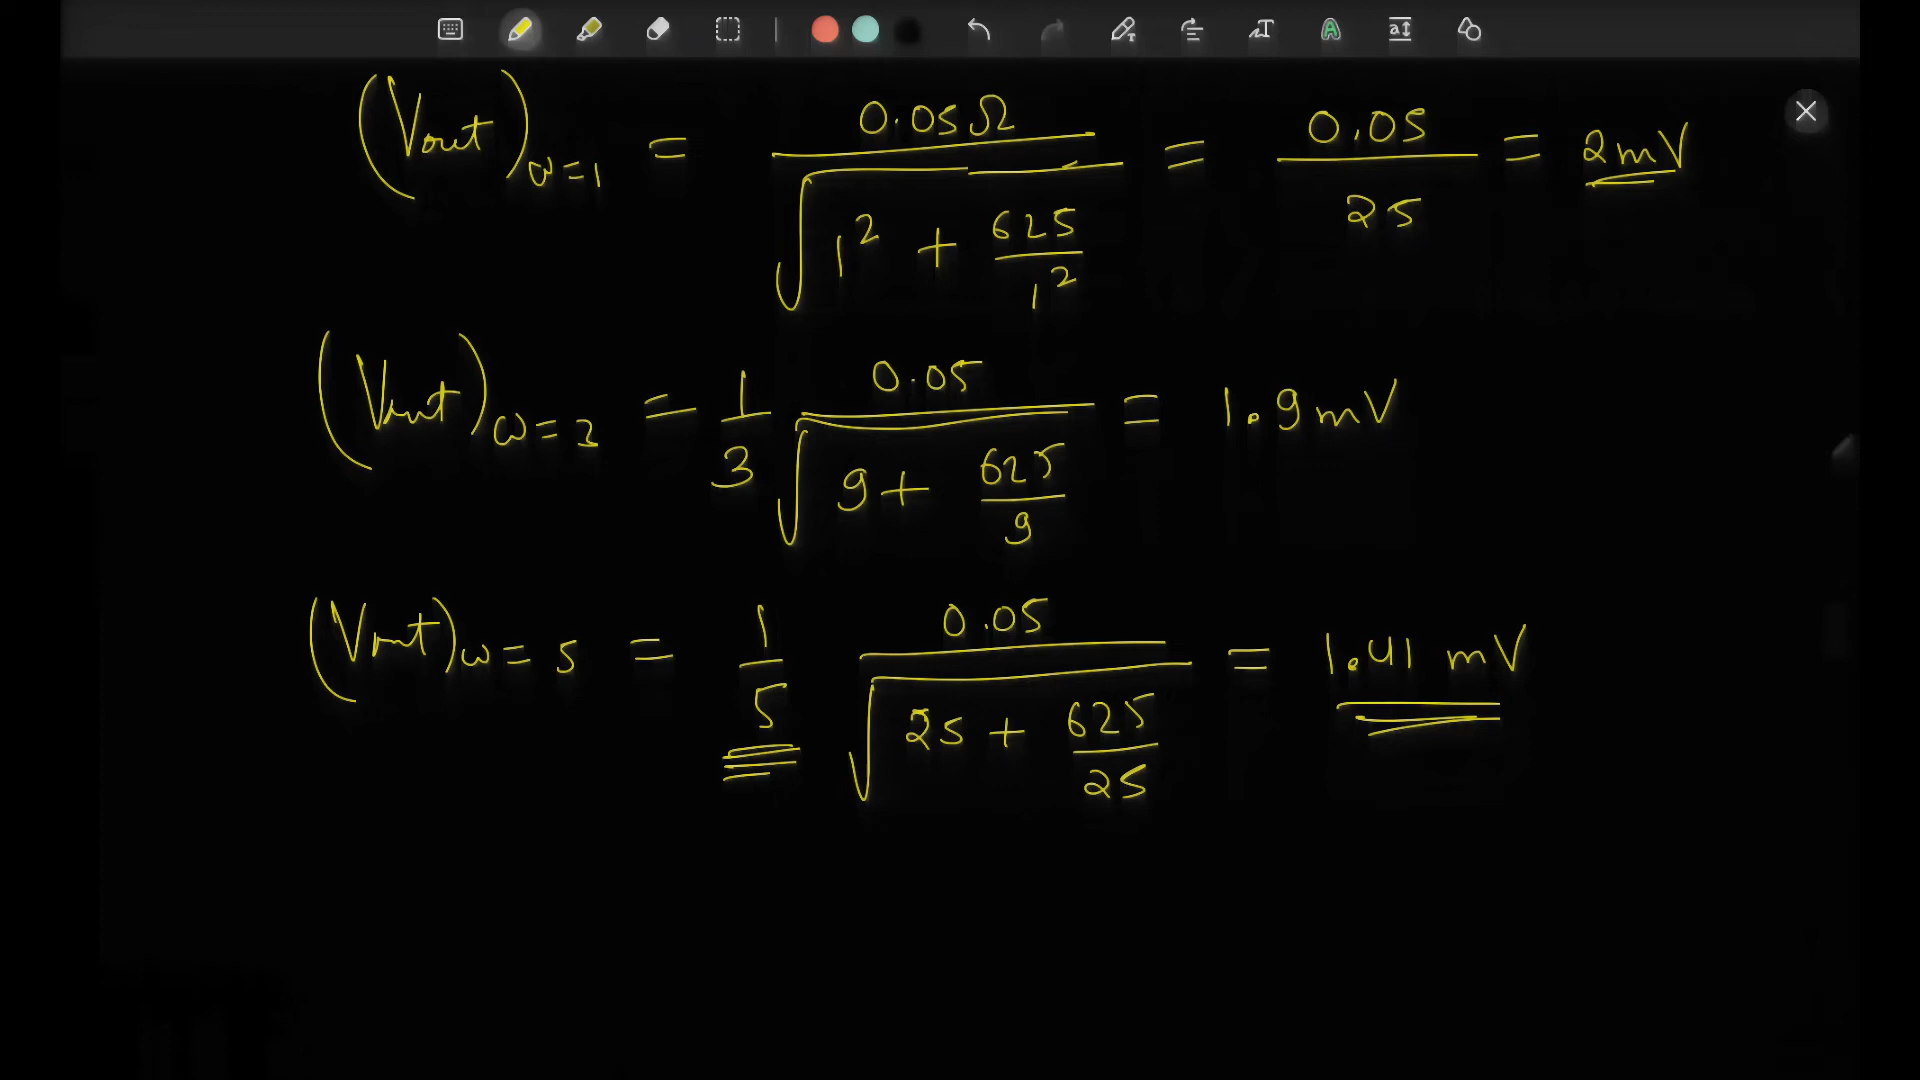 (Vout)ω=1 = 0.05Ω / √(1² + 625/1²) = 0.05/25 = 2mV
(Vout)ω=3 = 1/3 0.05 / √(9 + 625/9) = 1.9mV
(Vout)ω=5 = 1/5 0.05 / √(25 + 625/25) = 1.41 mV